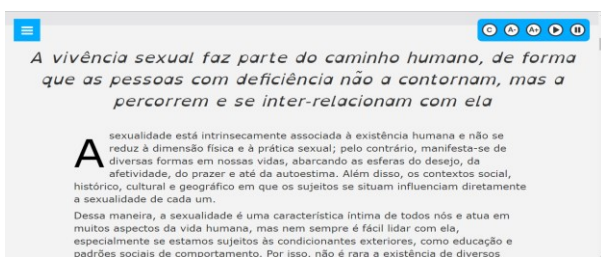 C A- A+
A vivência sexual faz parte do caminho humano, de forma
que as pessoas com deficiência não a contornam, mas a
percorrem e se inter-relacionam com ela
A sexualidade está intrinsecamente associada à existência humana e não se
reduz à dimensão física e à prática sexual; pelo contrário, manifesta-se de
diversas formas em nossas vidas, abarcando as esferas do desejo, da
afetividade, do prazer e até da autoestima. Além disso, os contextos social,
histórico, cultural e geográfico em que os sujeitos se situam influenciam diretamente
a sexualidade de cada um.
Dessa maneira, a sexualidade é uma característica íntima de todos nós e atua em
muitos aspectos da vida humana, mas nem sempre é fácil lidar com ela,
especialmente se estamos sujeitos às condicionantes exteriores, como educação e
padrões sociais de comportamento. Por isso, não é rara a existência de diversos